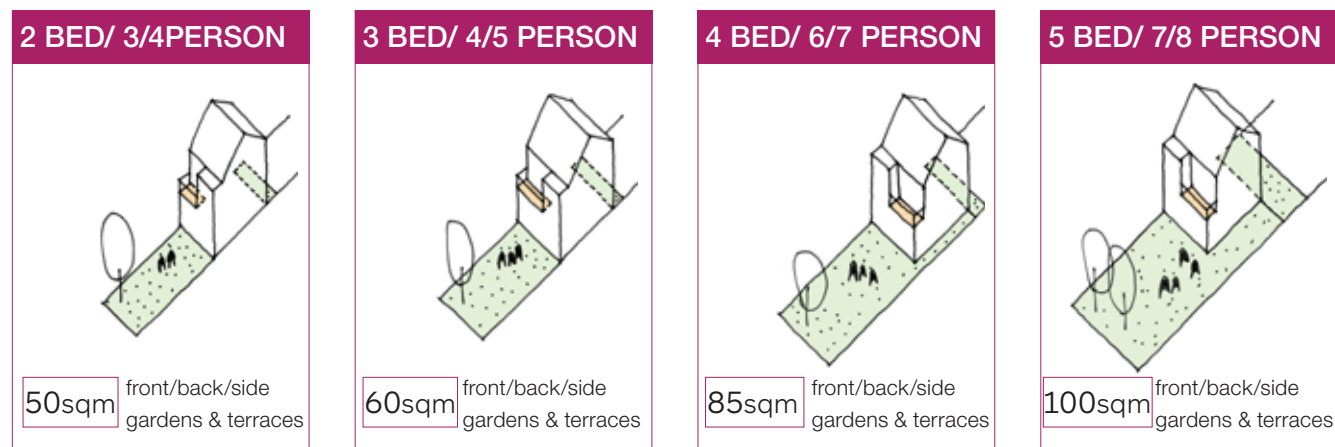 2 BED/ 3/4PERSON
50sqm
front/back/side
gardens & terraces
3 BED/ 4/5 PERSON
60sqm
front/back/side
gardens & terraces
4 BED/ 6/7 PERSON
85sqm
front/back/side
gardens & terraces
5 BED/ 7/8 PERSON
100sqm
front/back/side
gardens & terraces